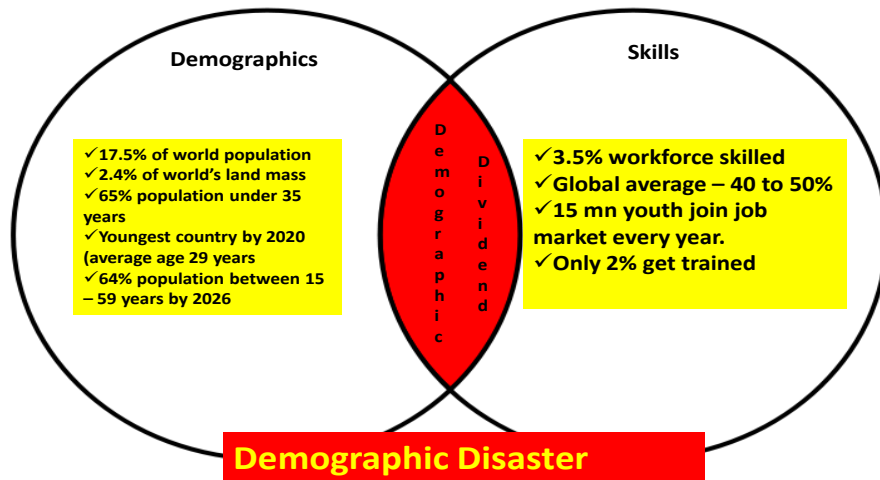 Demographics
✓17.5% of world population
✓2.4% of world's land mass
✓65% population under 35
years
✓Youngest country by 2020
(average age 29 years
✓64% population between 15
– 59 years by 2026
Demographic
Dividend
Skills
✓3.5% workforce skilled
✓Global average – 40 to 50%
✓15 mn youth join job
market every year.
✓Only 2% get trained
Demographic Disaster